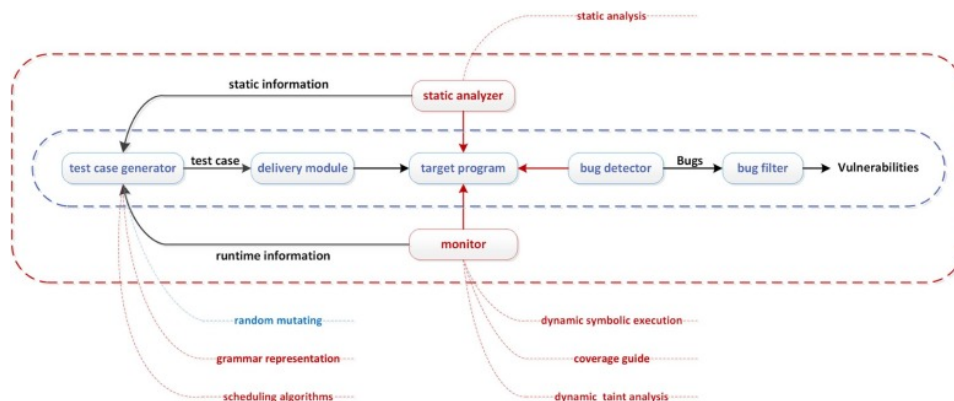 static analysis
static information
static analyzer
test case generator
test case
delivery module
target program
bug detector
Bugs
bug filter
Vulnerabilities
monitor
runtime information
random mutating
dynamic symbolic execution
grammar representation
coverage guide
scheduling algorithms
dynamic taint analysis